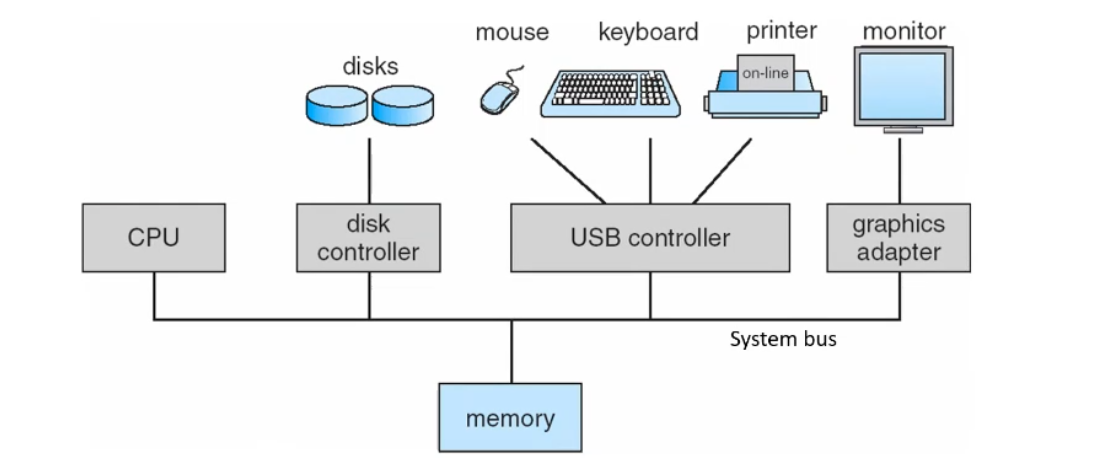 mouse
keyboard
printer
monitor
disks
on-line
CPU
disk
controller
USB controller
graphics
adapter
System bus
memory